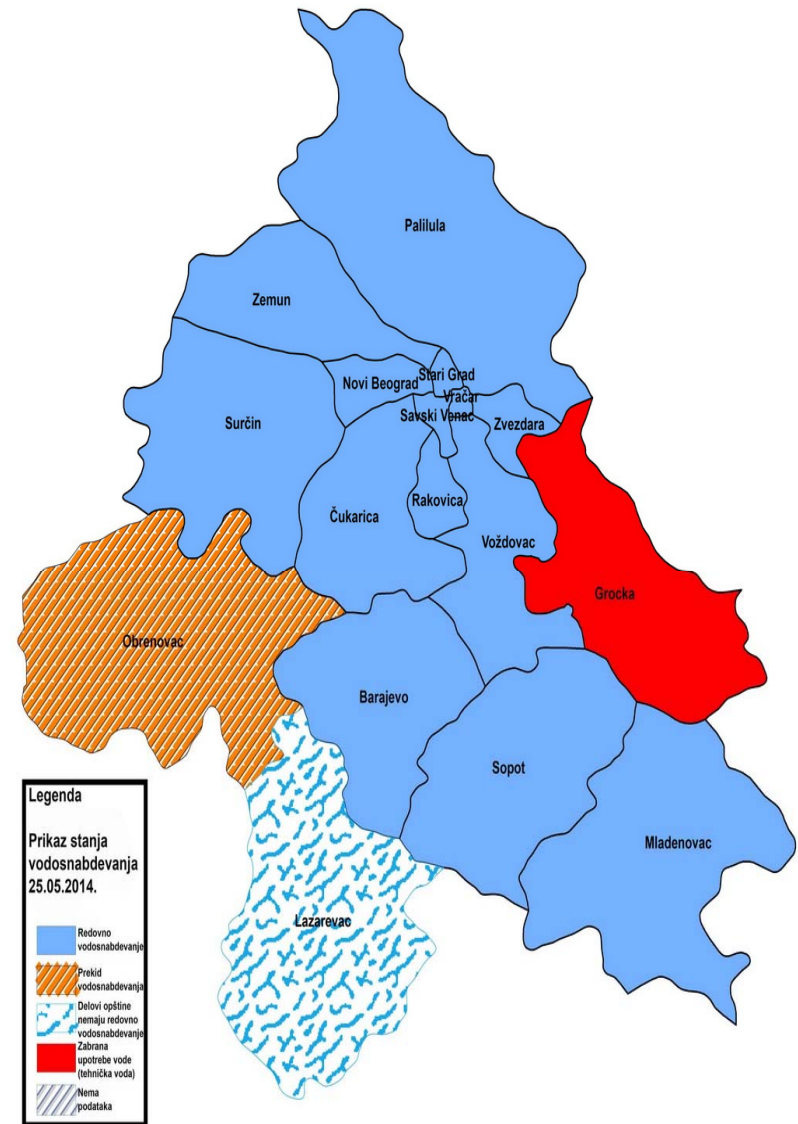 Palilula
Zemun
Stari Grad
Novi Beograd
Vračar
Savski Venac
Zvezdara
Surčin
Rakovica
Čukarica
Voždovac
Grocka
Obrenovac
Barajevo
Sopot
Mladenovac
Lazarevac
Legenda
Prikaz stanja
vodosnabdevanja
25.05.2014.
Redovno
vodosnabdevanje
Prekid
vodosnabdevanja
Delovi opštine
nemaju redovno
vodosnabdevanje
Zabrana
upotrebe vode
(tehnička voda)
Nema
podataka